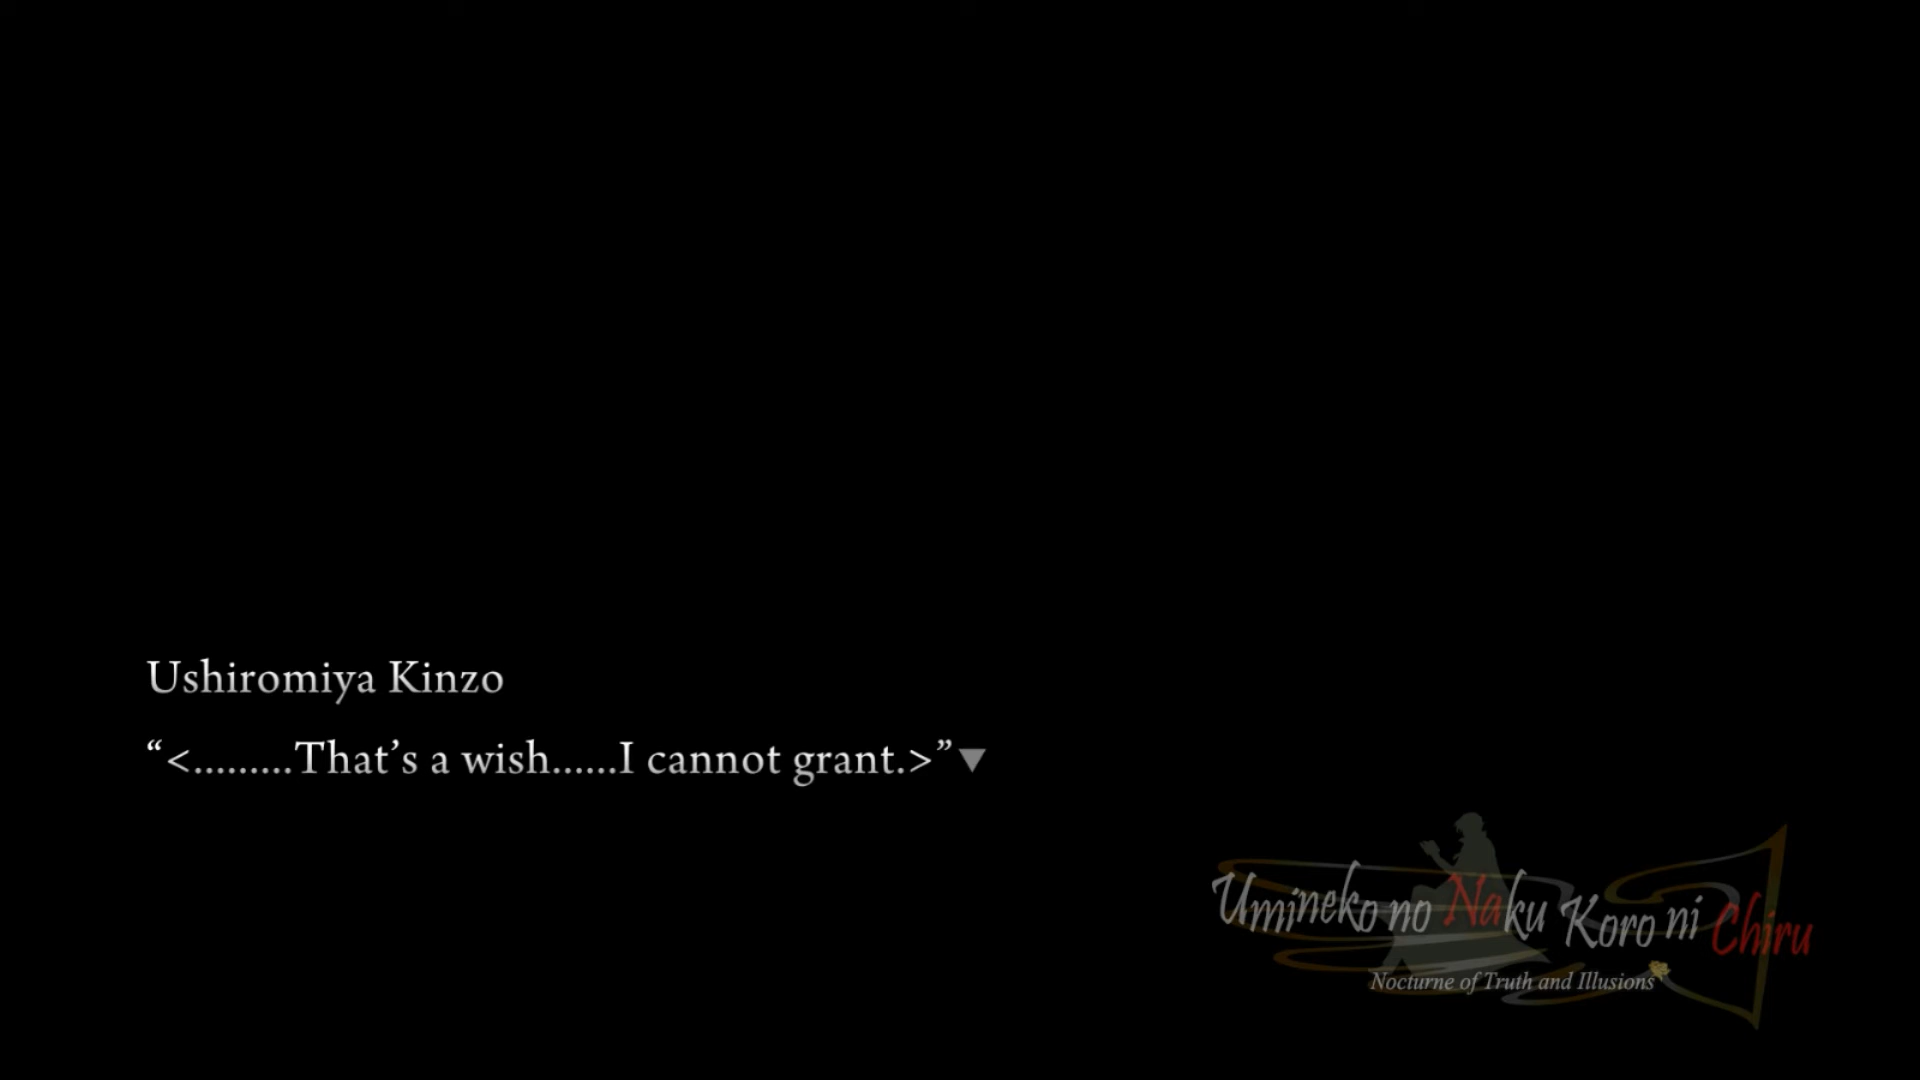 Ushiromiya Kinzo
“<.........That’s a wish......I cannot grant.>”
Umineko no Naku Koro ni Chiru
Nocturne of Truth and Illusions